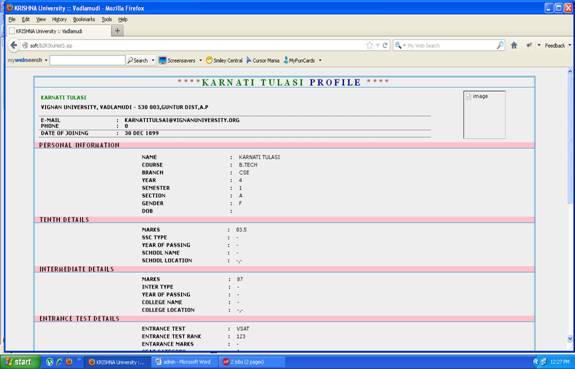 KRISHNA University :: Vadlamudi - Mozilla Firefox
File Edit View History Bookmarks Tools Help
KRISHNA University :: Vadlamudi +
My Web Search
Feedback
mywebsearch Search Screensavers Smiley Central Cursor Mania MyFunCards
****KARNATI TULASI PROFILE ****
KARNATI TULASI
VIGNAN UNIVERSITY, VADLAMUDI - 530 003,GUNTUR DIST,A.P
image
E-MAIL : KARNATITULSAI@VIGNANUNIVERSITY.ORG
PHONE : 0
DATE OF JOINING : 30 DEC 1899
PERSONAL INFORMATION
NAME : KARNATI TULASI
COURSE : B.TECH
BRANCH : CSE
YEAR : 4
SEMESTER : 1
SECTION : A
GENDER : F
DOB :
TENTH DETAILS
MARKS : 83.5
SSC TYPE : -
YEAR OF PASSING : -
SCHOOL NAME : -
SCHOOL LOCATION : -,-
INTERMEDIATE DETAILS
MARKS : 87
INTER TYPE : -
YEAR OF PASSING : -
COLLEGE NAME : -
COLLEGE LOCATION : -,-
ENTRANCE TEST DETAILS
ENTRANCE TEST : VSAT
ENTRANCE TEST RANK : 123
ENTRANCE MARKS : -
start KRISHNA University :... admin - Microsoft Word 2 sibs (2 pages) 12:27 PM